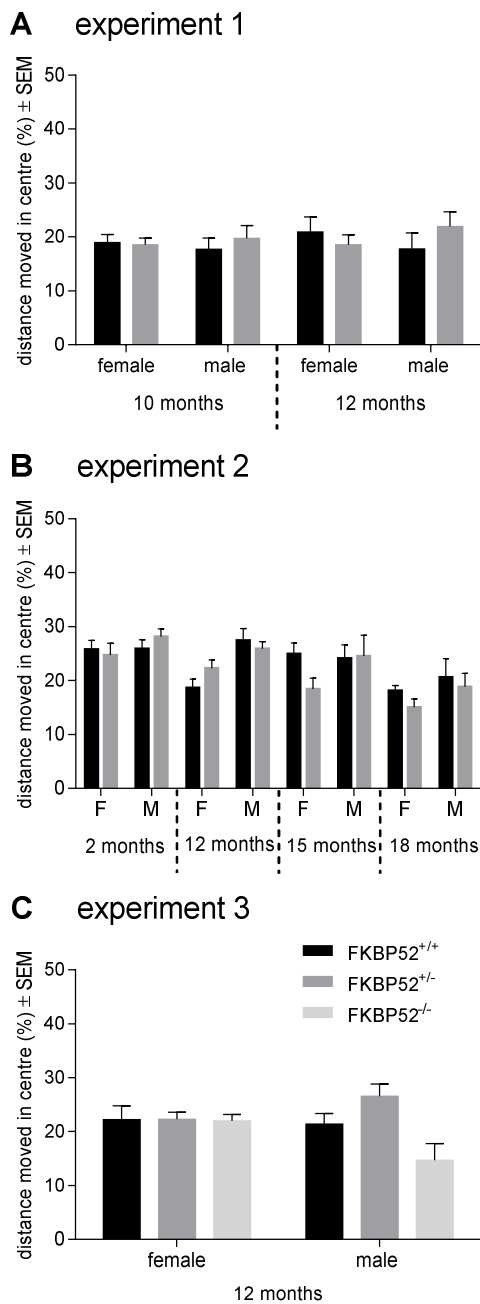 A experiment 1
distance moved in centre (%) ± SEM
50
40
30
20
10
0
female male female male
10 months 12 months
B experiment 2
distance moved in centre (%) ± SEM
50
40
30
20
10
0
F M F M F M F M
2 months 12 months 15 months 18 months
C experiment 3
distance moved in centre (%) ± SEM
FKBP52+/+
FKBP52+/-
FKBP52-/-
50
40
30
20
10
0
female male
12 months